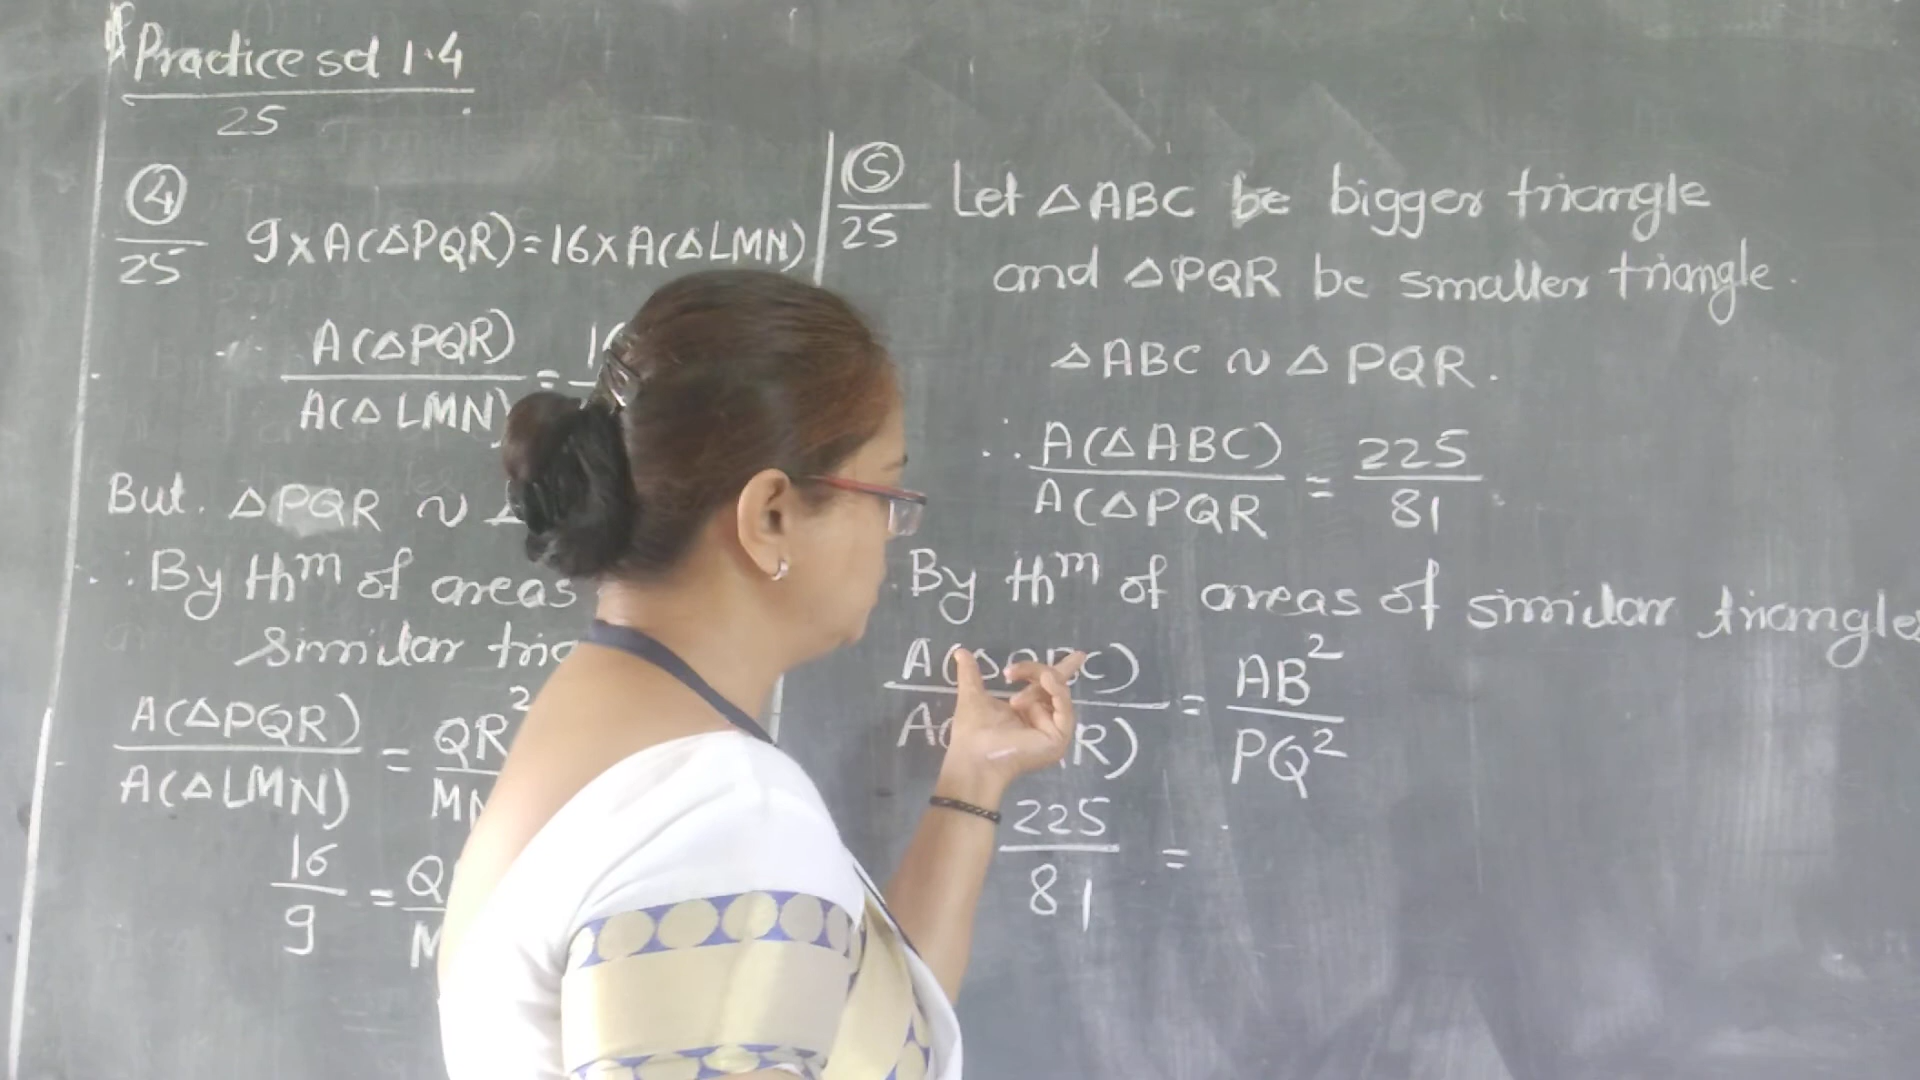 Practice set 1.4
25
4
25
9×A(△PQR)=16×A(△LMN)
A(△PQR)
A(△LMN)
=
But. △PQR ~
∴ By thm of areas
similar
A(△PQR)
A(△LMN)
=
QR²
16
9
=
5
25
Let △ABC be bigger triangle
and △PQR be smaller triangle.
△ABC ~ △PQR.
∴ A(△ABC)
A(△PQR
=
225
81
By thm of areas of similar triangles
=
AB²
PQ²
225
81
=